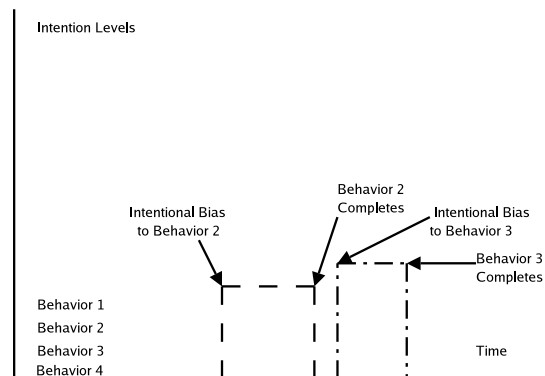 Intention Levels
Behavior 2
Completes
Intentional Bias
to Behavior 2
Intentional Bias
to Behavior 3
Behavior 3
Completes
Behavior 1
Behavior 2
Behavior 3
Behavior 4
Time